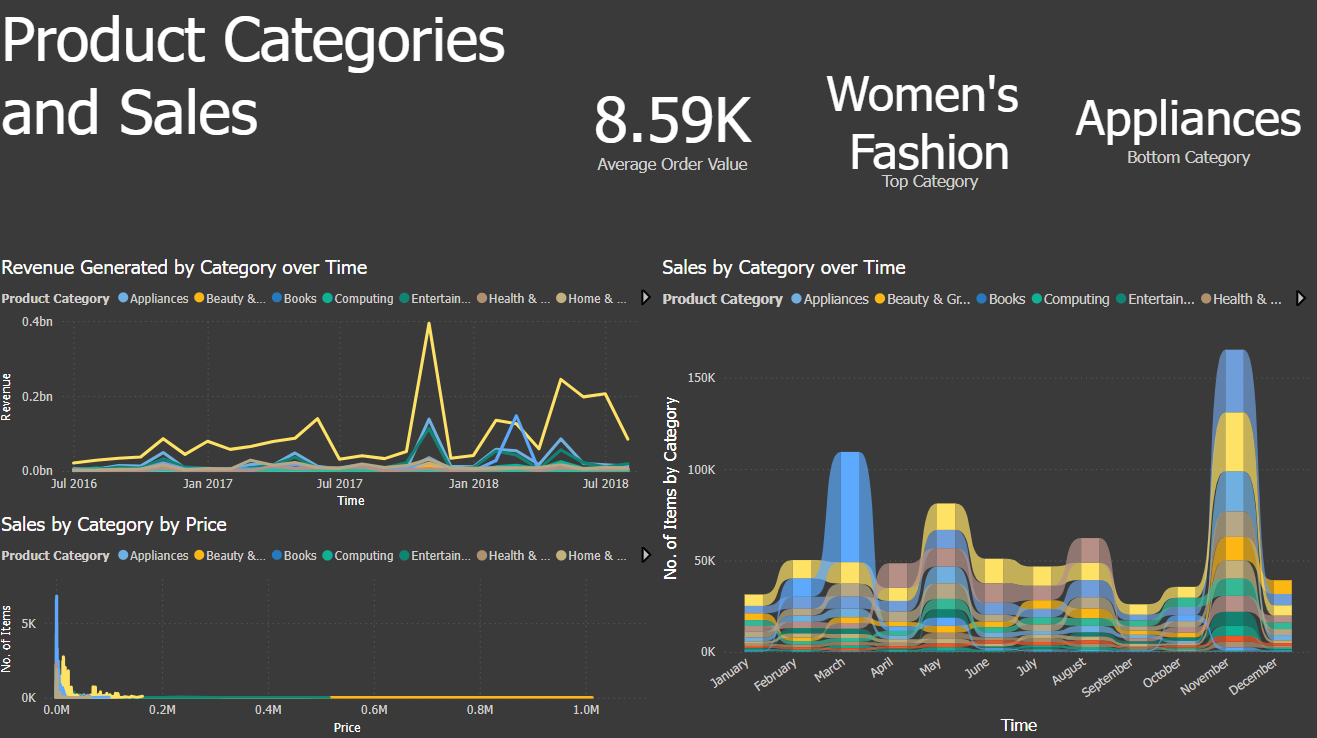 Product Categories
and Sales
8.59K
Average Order Value
Women's
Fashion
Top Category
Appliances
Bottom Category
Revenue Generated by Category over Time
Product Category Appliances Beauty &... Books Computing Entertain... Health & ... Home & ...
Revenue
0.4bn
0.2bn
0.0bn
Jul 2016 Jan 2017 Jul 2017 Jan 2018 Jul 2018
Time
Sales by Category by Price
Product Category Appliances Beauty &... Books Computing Entertain... Health & ... Home & ...
No. of Items
5K
0K
0.0M 0.2M 0.4M 0.6M 0.8M 1.0M
Price
Sales by Category over Time
Product Category Appliances Beauty & Gr... Books Computing Entertain... Health & ...
No. of Items by Category
150K
100K
50K
0K
January February March April May June July August September October November December
Time